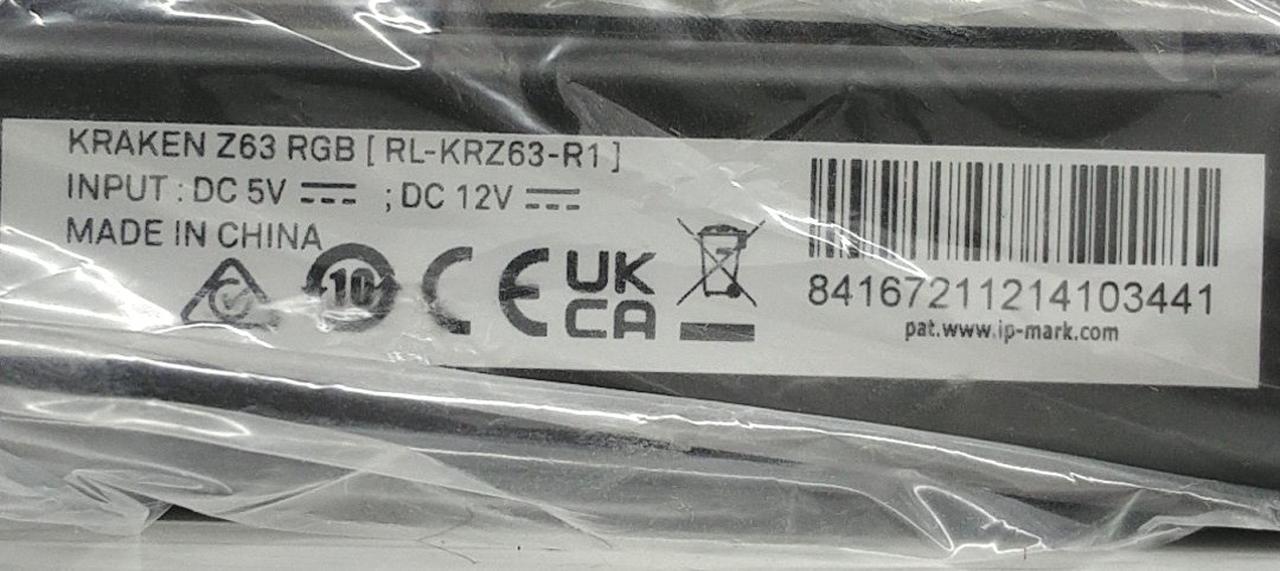 KRAKEN Z63 RGB [ RL-KRZ63-R1 ]
INPUT : DC 5V ⎓ ; DC 12V ⎓
MADE IN CHINA
10
CE
UK
CA
84167211214103441
pat.www.ip-mark.com